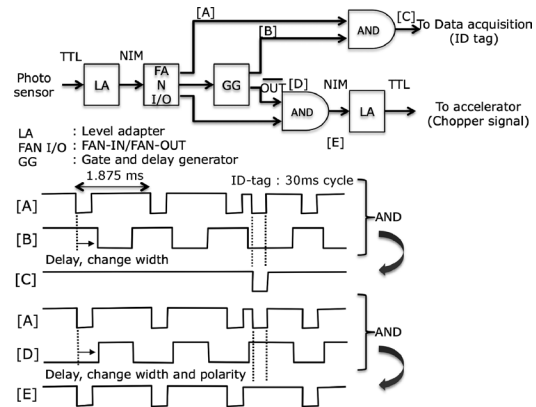 [A]
[C]
To Data acquisition
(ID tag)
AND
[B]
TTL
NIM
Photo
sensor
LA
FA
N
I/O
GG
OUT
[D]
NIM
TTL
AND
LA
[E]
To accelerator
(Chopper signal)
LA : Level adapter
FAN I/O : FAN-IN/FAN-OUT
GG : Gate and delay generator
1.875 ms
ID-tag : 30ms cycle
[A]
AND
[B]
Delay, change width
[C]
[A]
AND
[D]
Delay, change width and polarity
[E]